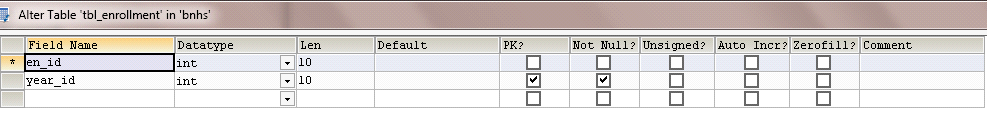 Alter Table 'tbl_enrollment' in 'bnhs'
Field Name Datatype Len Default PK? Not Null? Unsigned? Auto Incr? Zerofill? Comment
* en_id int 10
year_id int 10